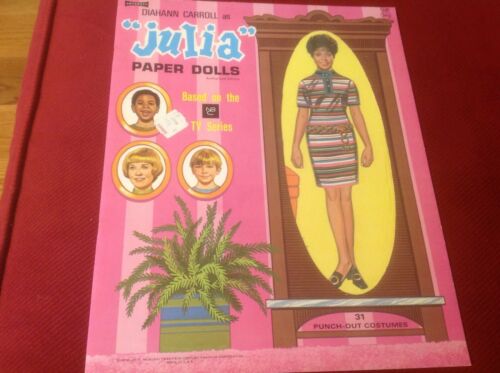 DIAHANN CARROLL as
"julia"
PAPER DOLLS
Based on the
TV Series
31
PUNCH-OUT COSTUMES